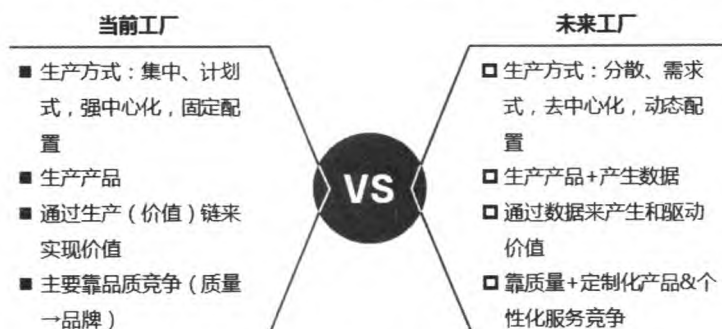 当前工厂
■ 生产方式：集中、计划
式，强中心化，固定配
置
■ 生产产品
■ 通过生产（价值）链来
实现价值
■ 主要靠品质竞争（质量
→品牌）
VS
未来工厂
□ 生产方式：分散、需求
式，去中心化，动态配
置
□ 生产产品+产生数据
□ 通过数据来产生和驱动
价值
□ 靠质量+定制化产品&个
性化服务竞争